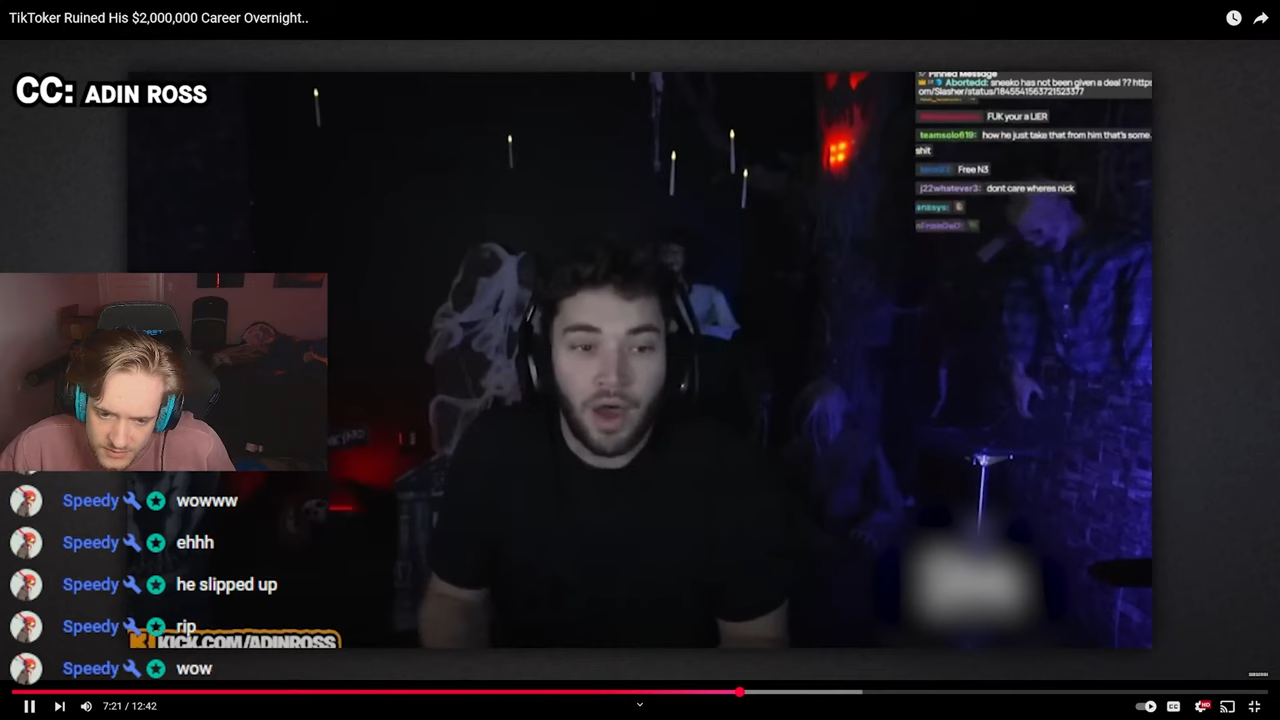 TikToker Ruined His $2,000,000 Career Overnight..
CC: ADIN ROSS
Pinned Message
Abortedd: sneeko has not been given a deal ?? https
om/Slasher/status/1845541563721523377
FUK your a LIER
teamsolo619: how he just take that from him that's some
shit
Free N3
j22whatever3: dont care wheres nick
Speedy wowww
Speedy ehhh
Speedy he slipped up
Speedy rip
KICK.COM/ADINROSS
Speedy wow
7:21 / 12:42
CC
HD